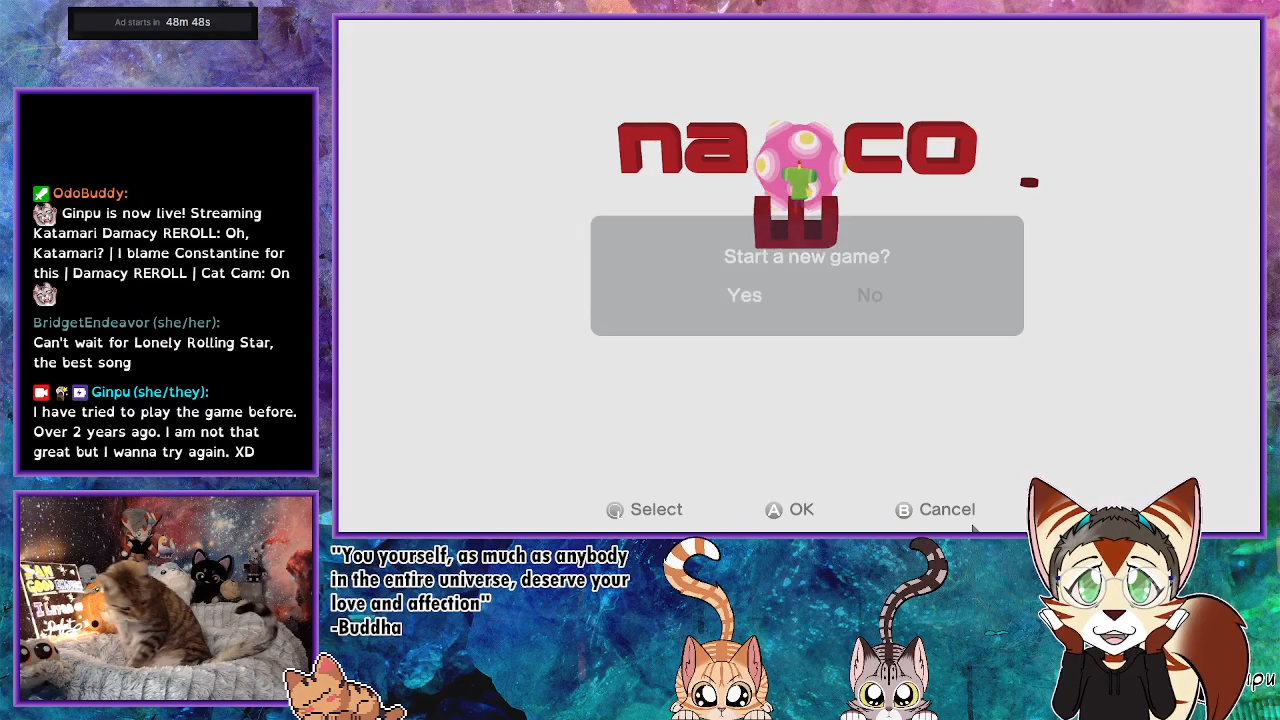 Ad starts in 48m 48s
OdoBuddy:
Ginpu is now live! Streaming
Katamari Damacy REROLL: Oh,
Katamari? | I blame Constantine for
this | Damacy REROLL | Cat Cam: On
BridgetEndeavor (she/her):
Can't wait for Lonely Rolling Star,
the best song
Ginpu (she/they):
I have tried to play the game before.
Over 2 years ago. I am not that
great but I wanna try again. XD
na co
Start a new game?
Yes No
Select A OK B Cancel
"You yourself, as much as anybody
in the entire universe, deserve your
love and affection"
-Buddha
ipu